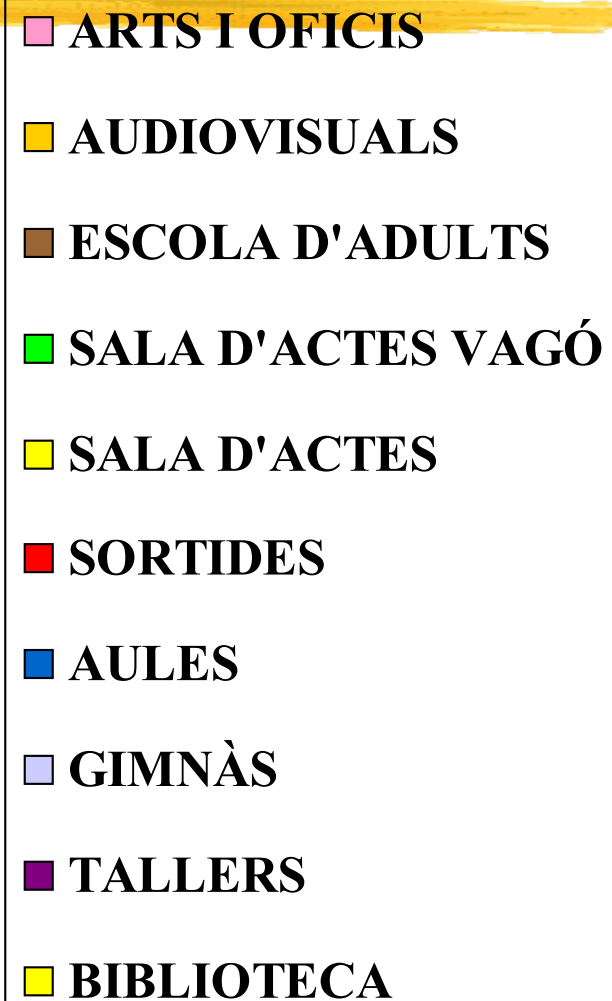 ARTS I OFICIS
AUDIOVISUALS
ESCOLA D'ADULTS
SALA D'ACTES VAGÓ
SALA D'ACTES
SORTIDES
AULES
GIMNÀS
TALLERS
BIBLIOTECA